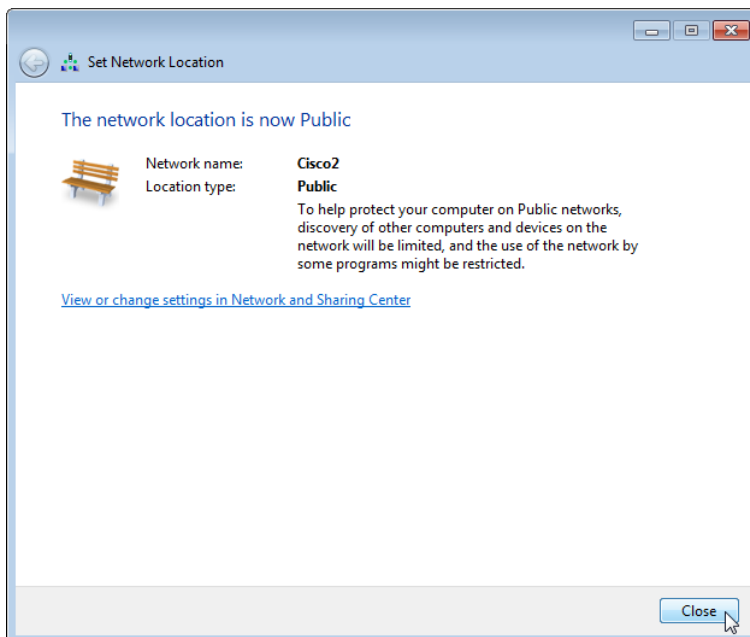 Set Network Location
The network location is now Public
Network name: Cisco2
Location type: Public
To help protect your computer on Public networks,
discovery of other computers and devices on the
network will be limited, and the use of the network by
some programs might be restricted.
View or change settings in Network and Sharing Center
Close